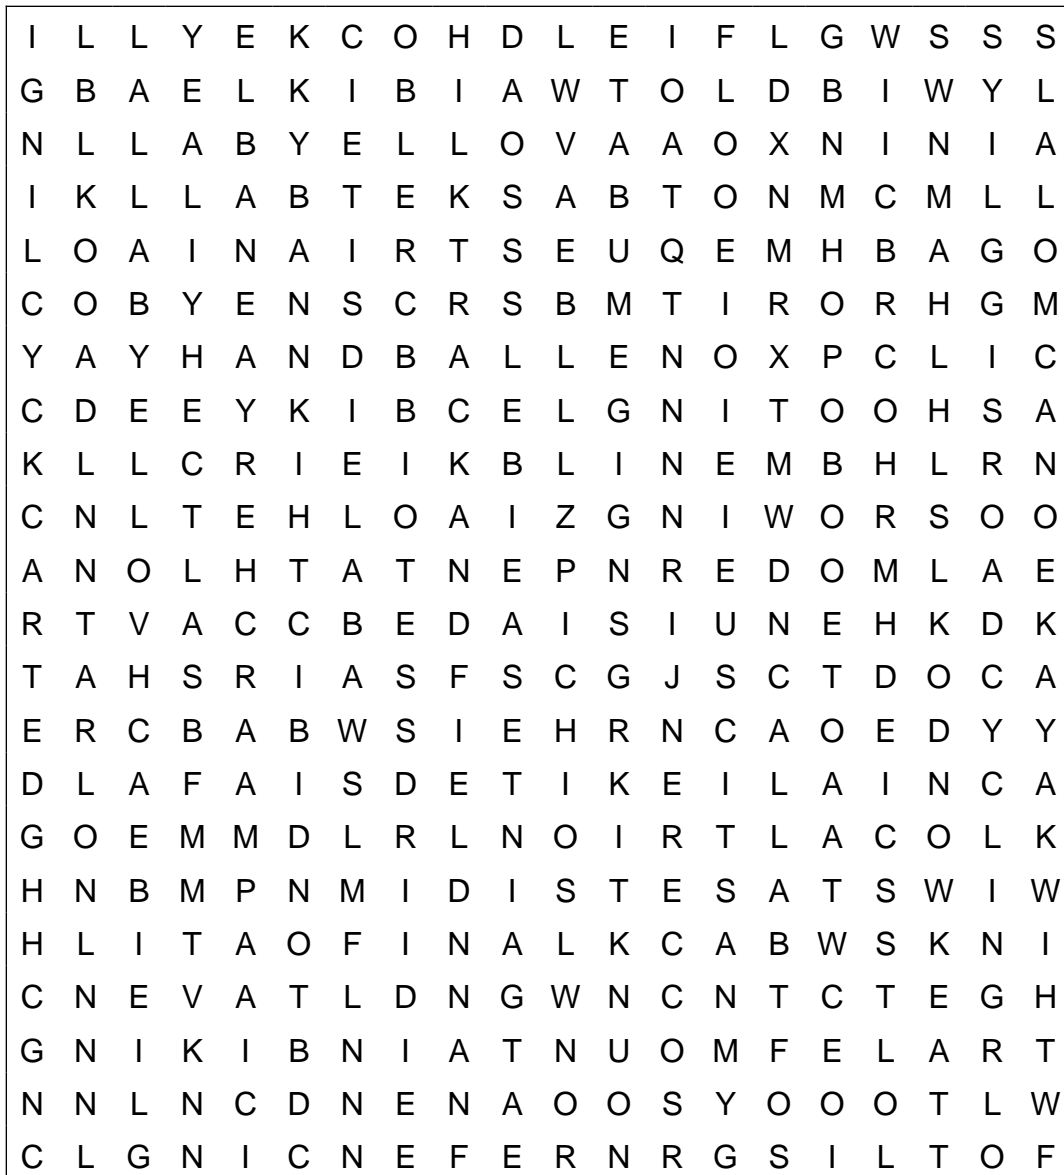 I L L Y E K C O H D L E I F L G W S S S
G B A E L K I B I A W T O L D B I W Y L
N L L A B Y E L L O V A A O X N I N I A
I K L L A B T E K S A B T O N M C M L L
L O A I N A I R T S E U Q E M H B A G O
C O B Y E N S C R S B M T I R O R H G M
Y A Y H A N D B A L L E N O X P C L I C
C D E E Y K I B C E L G N I T O O H S A
K L L C R I E I K B L I N E M B H L R N
C N L T E H L O A I Z G N I W O R S O O
A N O L H T A T N E P N R E D O M L A E
R T V A C C B E D A I S I U N E H K D K
T A H S R I A S F S C G J S C T D O C A
E R C B A B W S I E H R N C A O E D Y Y
D L A F A I S D E T I K E I L A I N C A
G O E M M D L R L N O I R T L A C O L K
H N B M P N M I D I S T E S A T S W I W
H L I T A O F I N A L K C A B W S K N I
C N E V A T L D N G W N C N T C T E G H
G N I K I B N I A T N U O M F E L A R T
N N L N C D N E N A O O S Y O O O T L W
C L G N I C N E F E R N R G S I L T O F